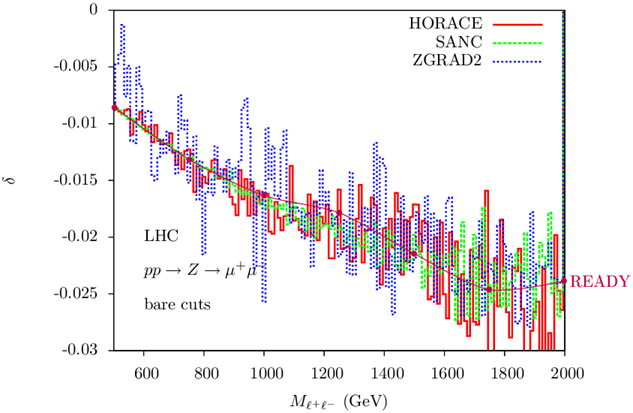 0
-0.005
-0.01
-0.015
-0.02
-0.025
-0.03
δ
HORACE
SANC
ZGRAD2
LHC
pp → Z → μ⁺μ⁻
bare cuts
READY
600 800 1000 1200 1400 1600 1800 2000
M_{ℓ+ℓ−} (GeV)